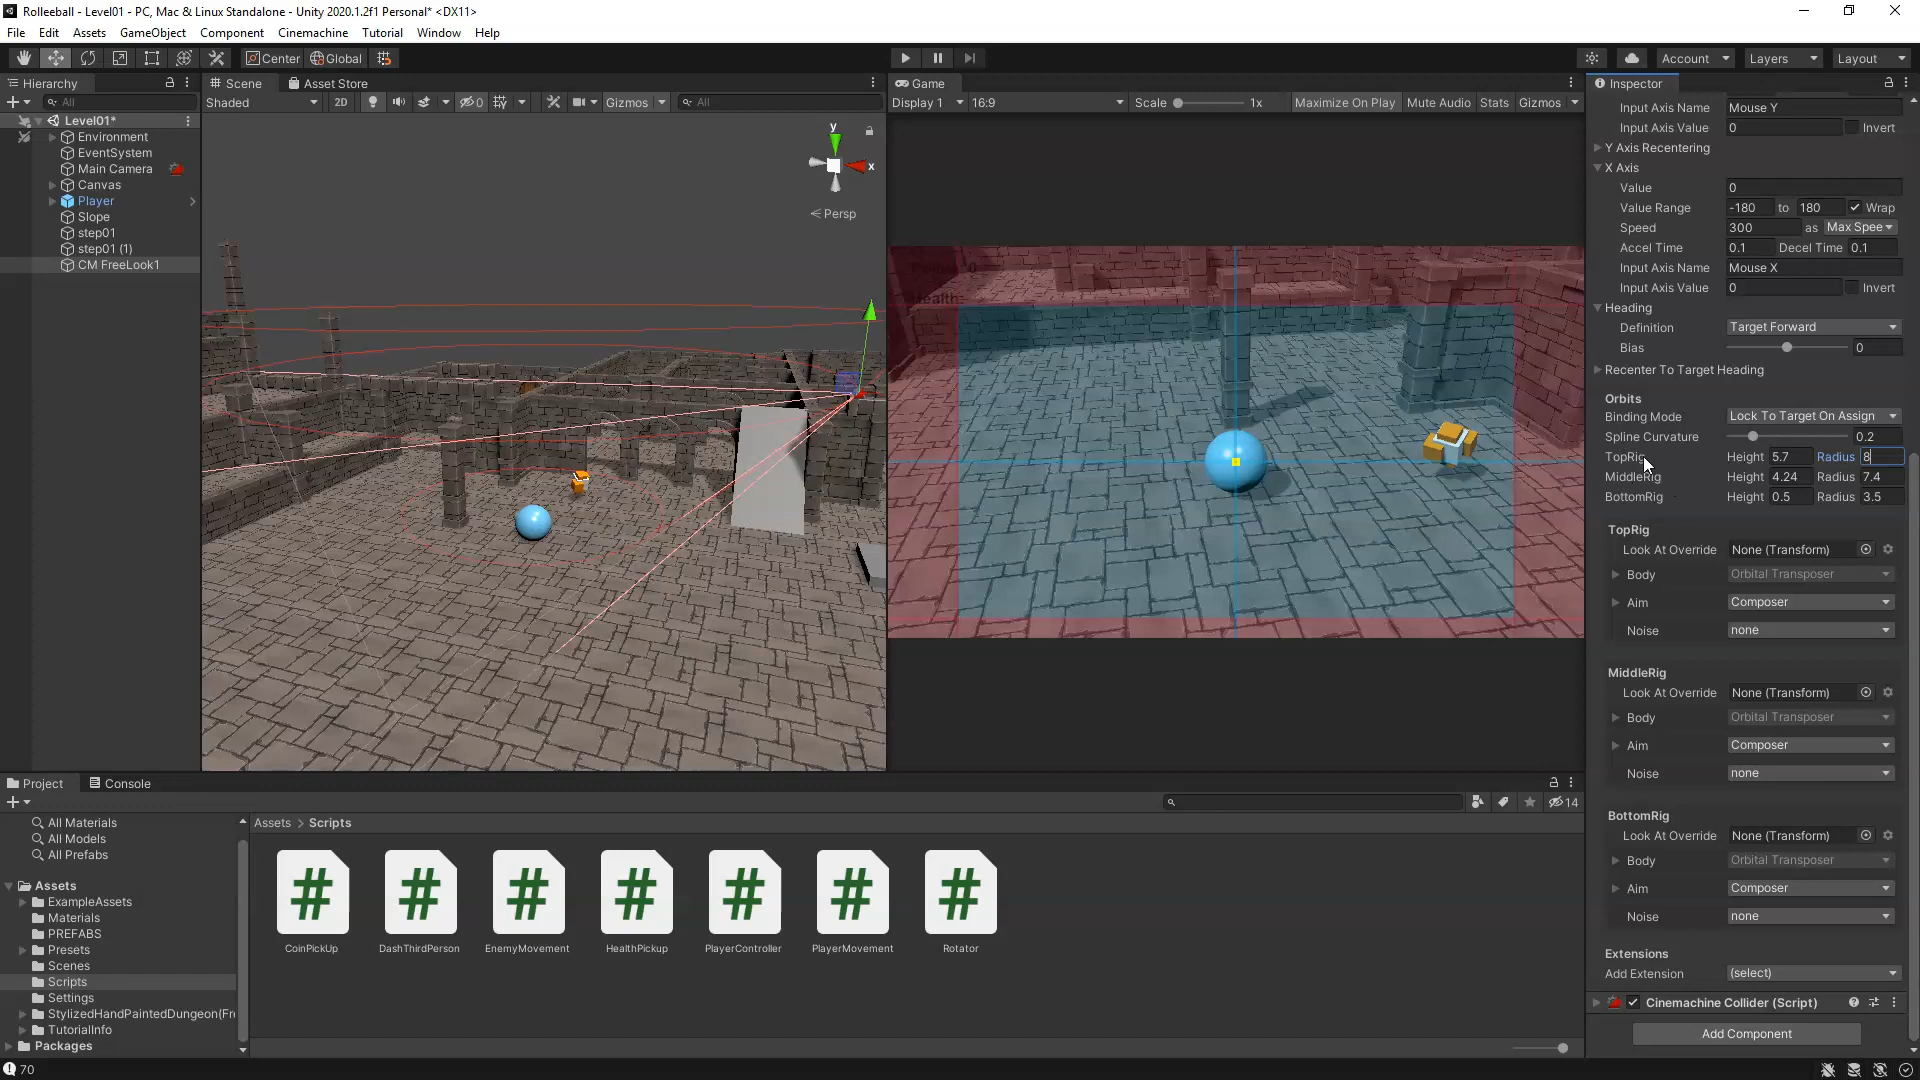 Rolleeball - Level01 - PC, Mac & Linux Standalone - Unity 2020.1.2f1 Personal* <DX11>
File Edit Assets GameObject Component Cinemachine Tutorial Window Help
Center Global
Account Layers Layout
Hierarchy
All
Level01*
Environment
EventSystem
Main Camera
Canvas
Player
Slope
step01
step01 (1)
CM FreeLook1
Scene Asset Store
Shaded 2D 0 Gizmos All
y
x
Persp
Game
Display 1 16:9 Scale 1x Maximize On Play Mute Audio Stats Gizmos
Inspector
Input Axis Name Mouse Y
Input Axis Value 0 Invert
Y Axis Recentering
X Axis
Value 0
Value Range -180 to 180 Wrap
Speed 300 as Max Spee
Accel Time 0.1 Decel Time 0.1
Input Axis Name Mouse X
Input Axis Value 0 Invert
Heading
Definition Target Forward
Bias 0
Recenter To Target Heading
Orbits
Binding Mode Lock To Target On Assign
Spline Curvature 0.2
TopRig Height 5.7 Radius 8
MiddleRig Height 4.24 Radius 7.4
BottomRig Height 0.5 Radius 3.5
TopRig
Look At Override None (Transform)
Body Orbital Transposer
Aim Composer
Noise none
MiddleRig
Look At Override None (Transform)
Body Orbital Transposer
Aim Composer
Noise none
BottomRig
Look At Override None (Transform)
Body Orbital Transposer
Aim Composer
Noise none
Extensions
Add Extension (select)
Cinemachine Collider (Script)
Add Component
Project Console
14
All Materials
All Models
All Prefabs
Assets
ExampleAssets
Materials
PREFABS
Presets
Scenes
Scripts
Settings
StylizedHandPaintedDungeon(Fr
TutorialInfo
Packages
Assets > Scripts
CoinPickUp DashThirdPerson EnemyMovement HealthPickup PlayerController PlayerMovement Rotator
70